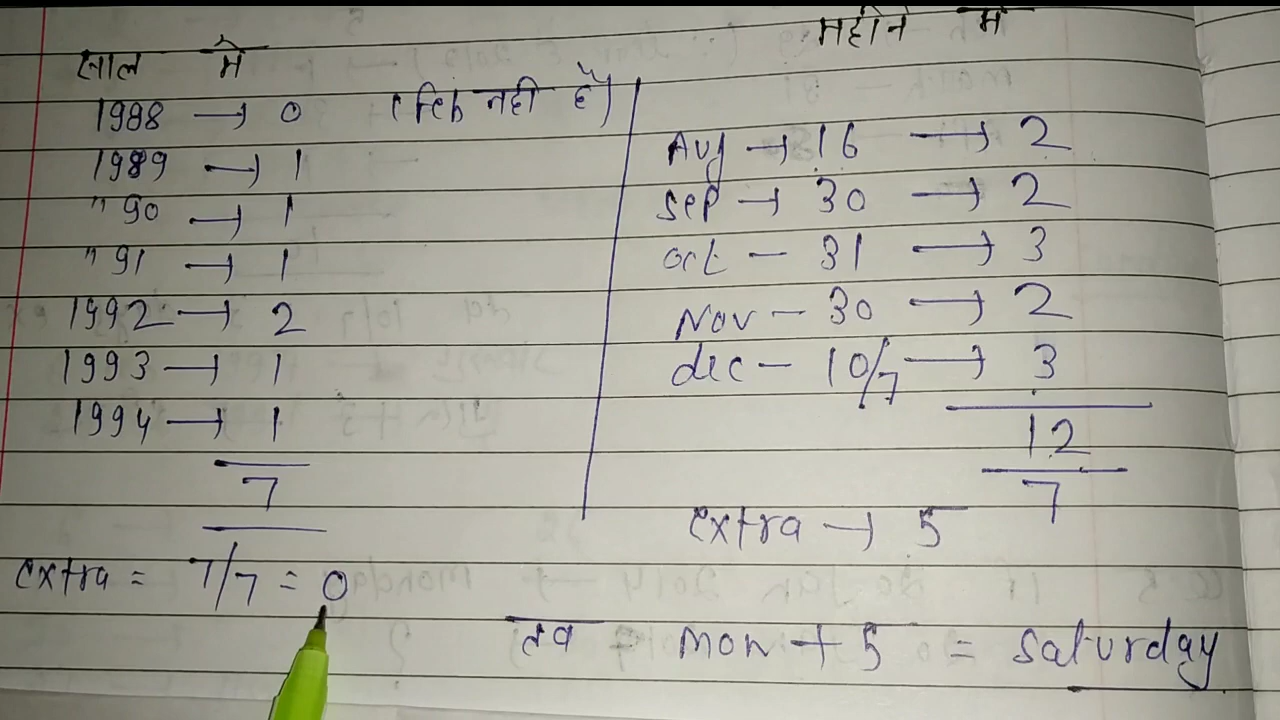 साल मे
1988 → 0 (Feb नही है)
1989 → 1
" 90 → 1
" 91 → 1
1992 → 2
1993 → 1
1994 → 1
7
extra = 7/7 = 0
महीने में
Aug → 16 → 2
Sep → 30 → 2
oct – 31 → 3
Nov – 30 → 2
dec – 10/7 → 3
12
7
extra → 5
तब mon + 5 = Saturday